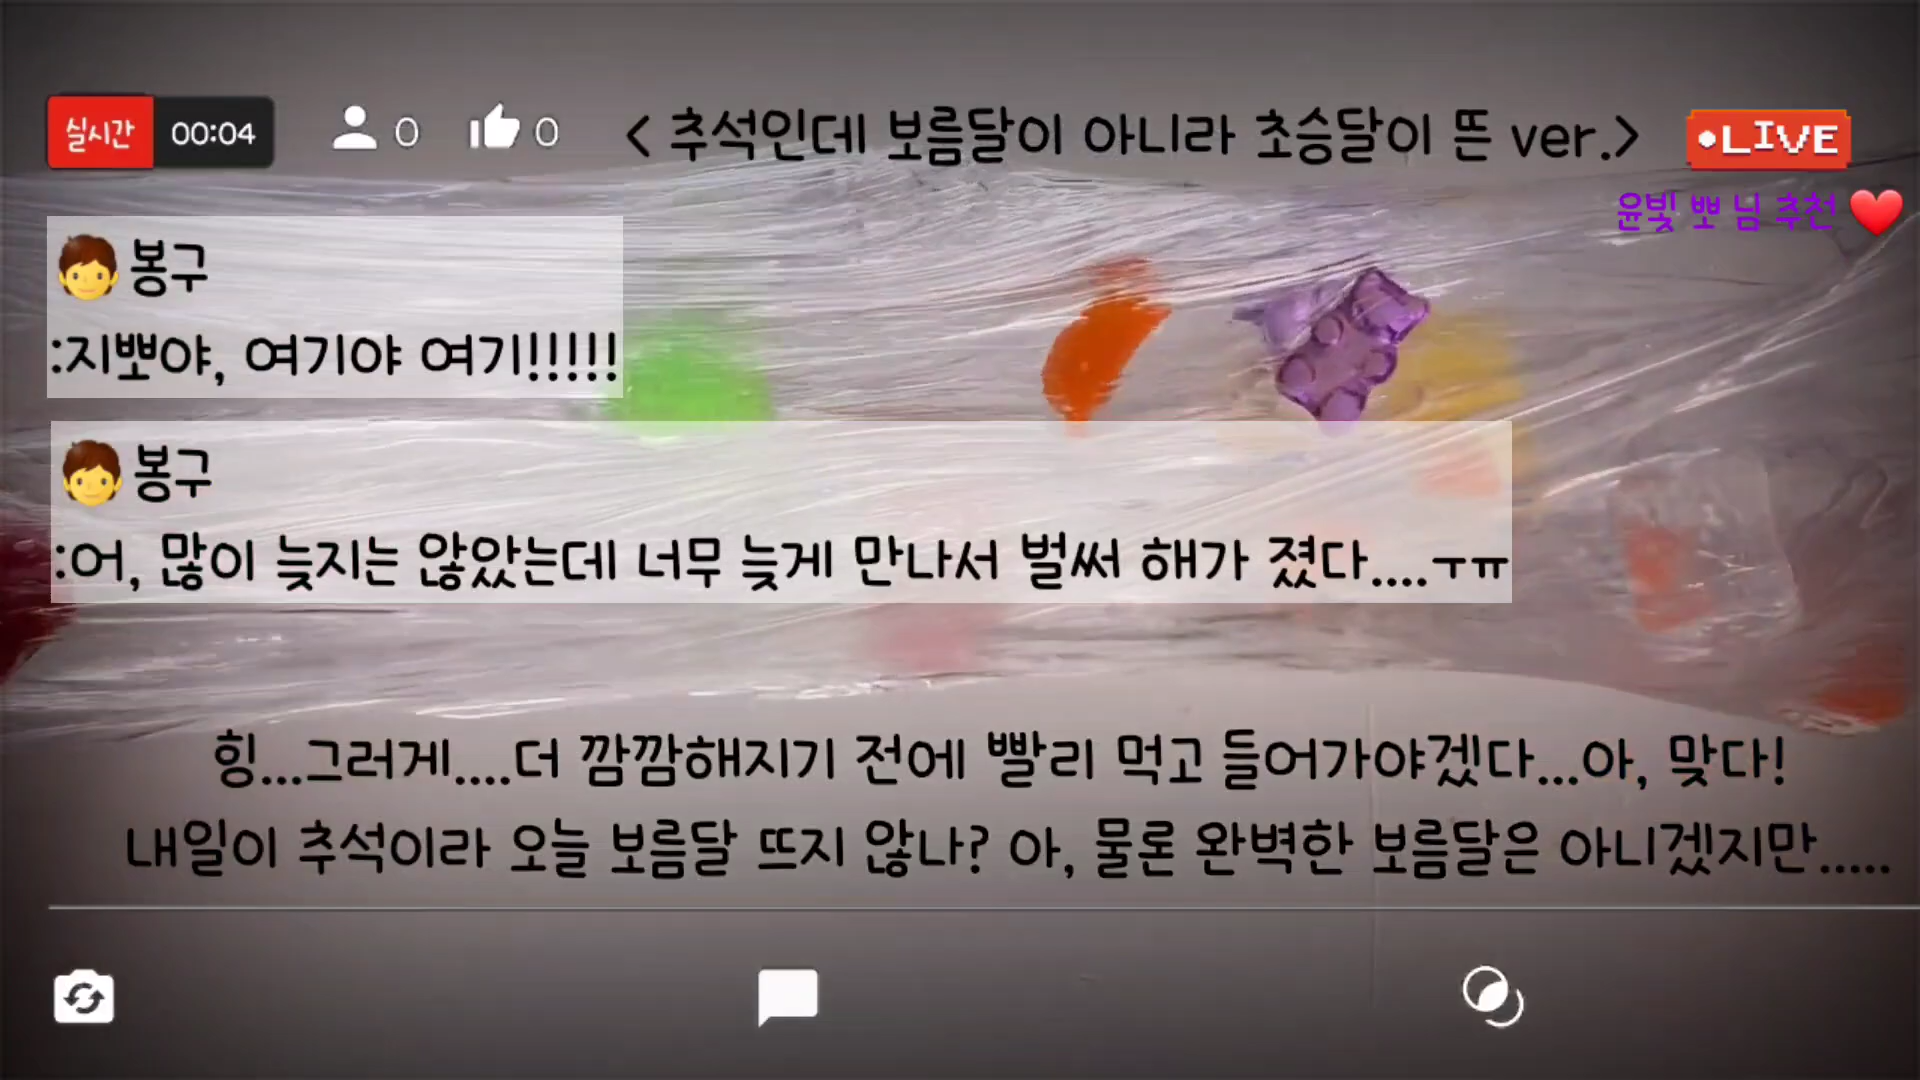 실시간 00:04 0 0 < 추석인데 보름달이 아니라 초승달이 뜬 ver.> •LIVE
윤빛 뽀 님 추천 ❤️
봉구
:지뽀야, 여기야 여기!!!!!
봉구
:어, 많이 늦지는 않았는데 너무 늦게 만나서 벌써 해가 졌다....ㅜㅠ
힝...그러게....더 깜깜해지기 전에 빨리 먹고 들어가야겠다...아, 맞다!
내일이 추석이라 오늘 보름달 뜨지 않나? 아, 물론 완벽한 보름달은 아니겠지만.....